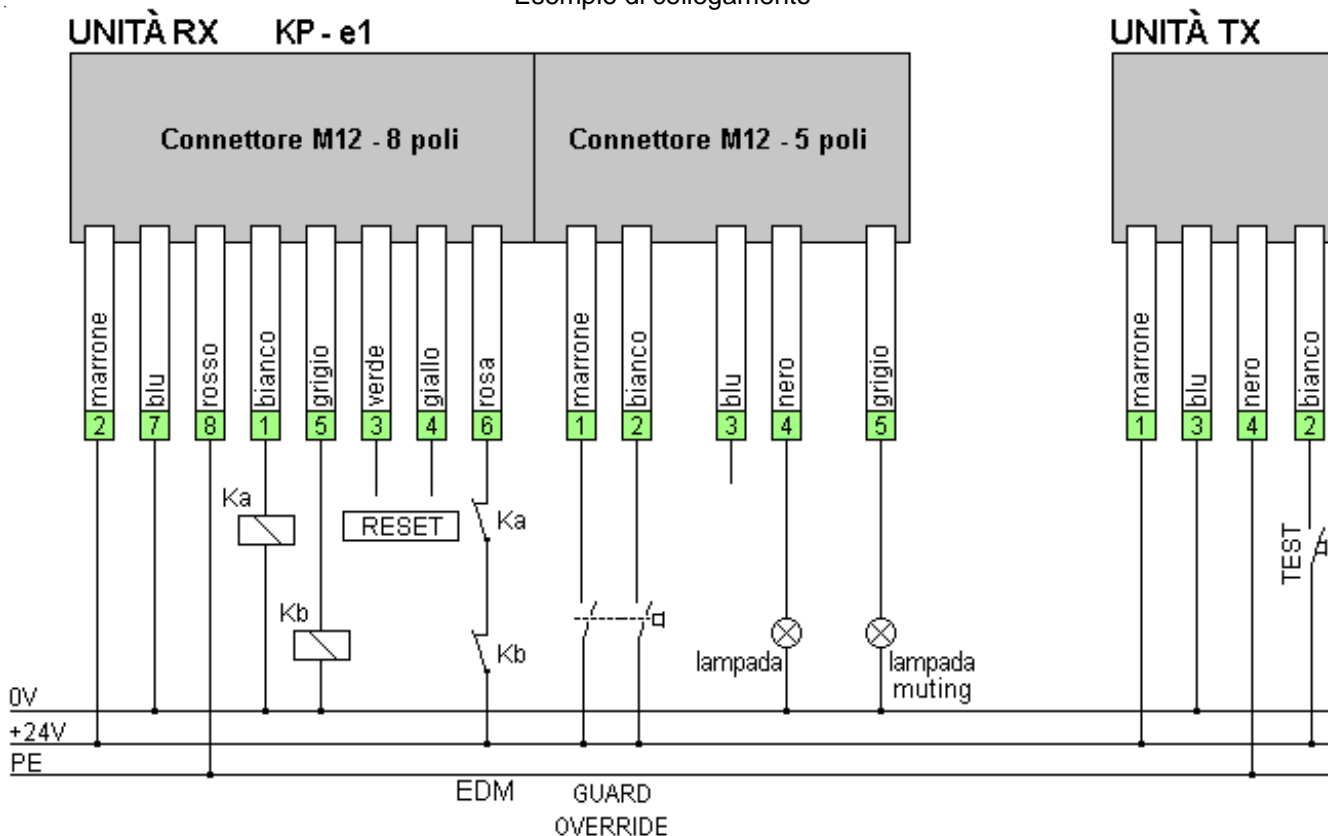 Esempio di collegamento
UNITÀ RX KP - e1
UNITÀ TX
Connettore M12 - 8 poli
Connettore M12 - 5 poli
marrone
blu
rosso
bianco
grigio
verde
giallo
rosa
marrone
bianco
blu
nero
grigio
marrone
blu
nero
bianco
2 7 8 1 5 3 4 6 1 2 3 4 5 1 3 4 2
Ka
RESET
Ka
TEST
Kb
Kb
lampada
lampada
muting
0V
+24V
PE
EDM
GUARD
OVERRIDE